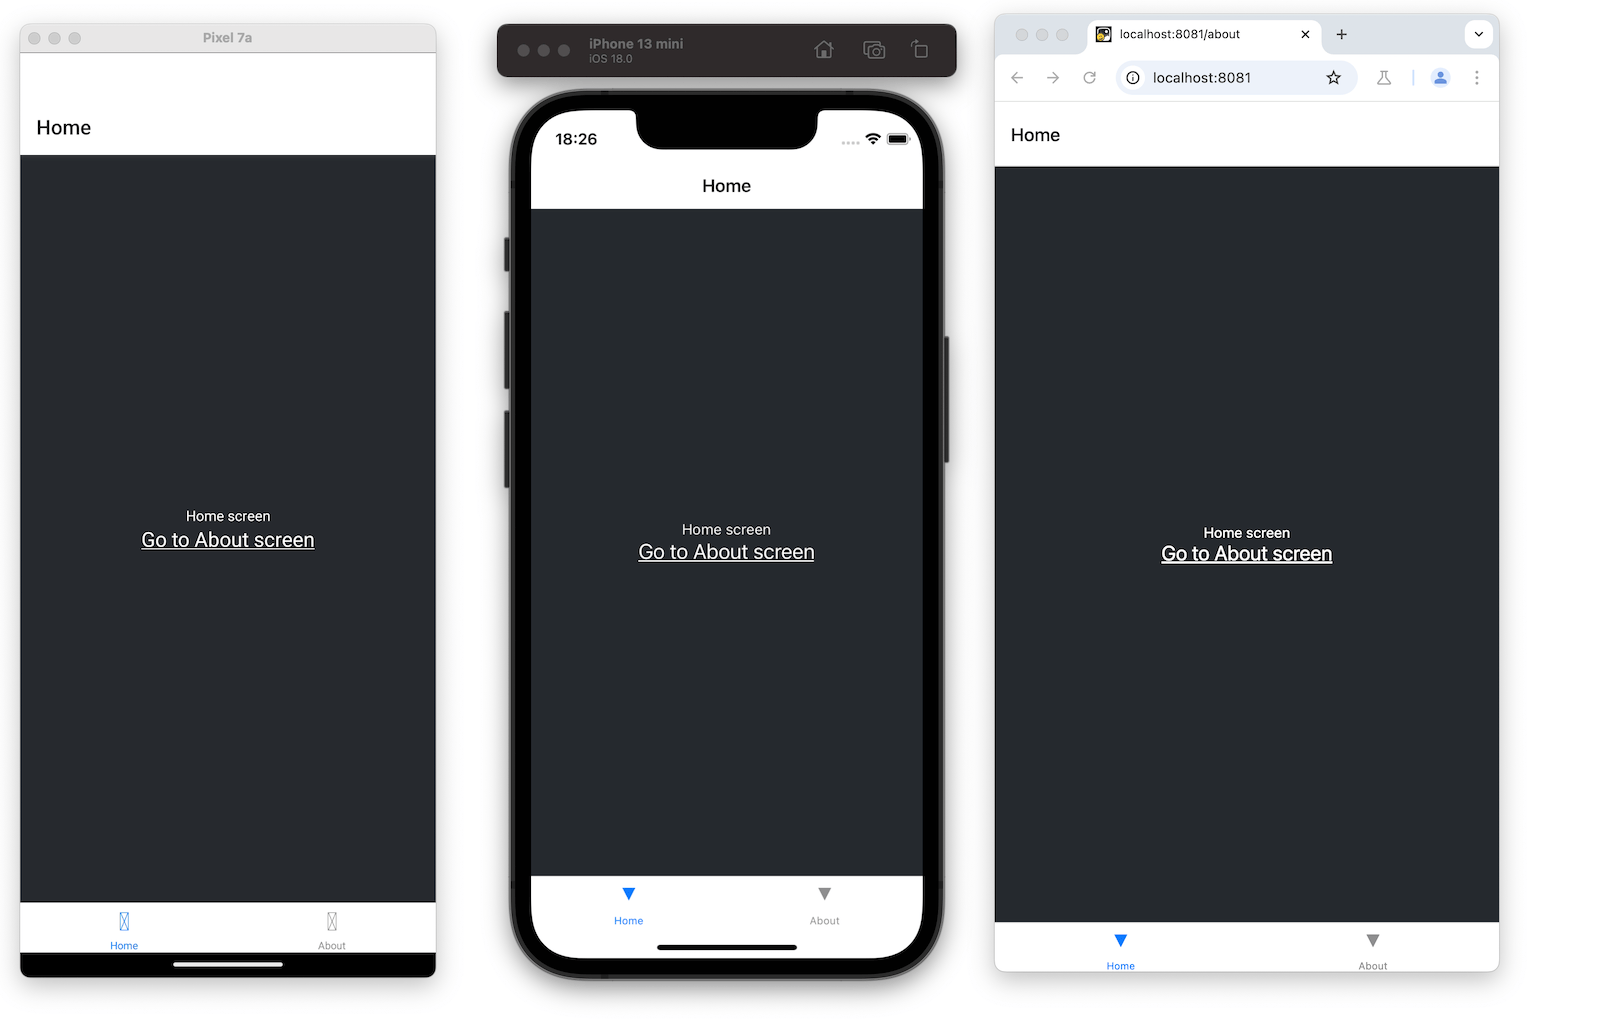 Pixel 7a
Home
Home screen
Go to About screen
Home
About
iPhone 13 mini
iOS 18.0
18:26
Home
Home screen
Go to About screen
Home
About
localhost:8081/about
localhost:8081
Home
Home screen
Go to About screen
Home
About